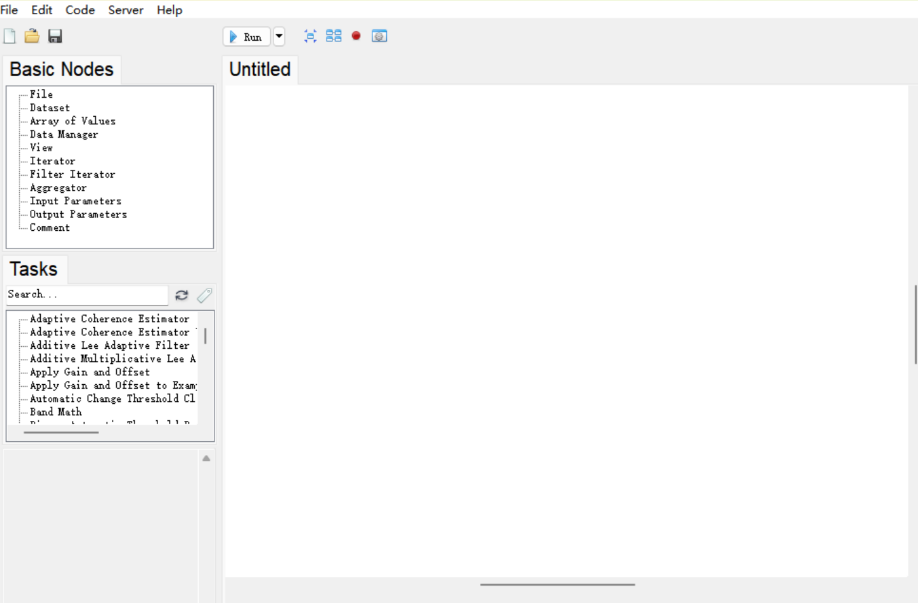 File Edit Code Server Help
Run
Basic Nodes
Untitled
File
Dataset
Array of Values
Data Manager
View
Iterator
Filter Iterator
Aggregator
Input Parameters
Output Parameters
Comment
Tasks
Search...
Adaptive Coherence Estimator
Adaptive Coherence Estimator
Additive Lee Adaptive Filter
Additive Multiplicative Lee A
Apply Gain and Offset
Apply Gain and Offset to Exam
Automatic Change Threshold Cl
Band Math